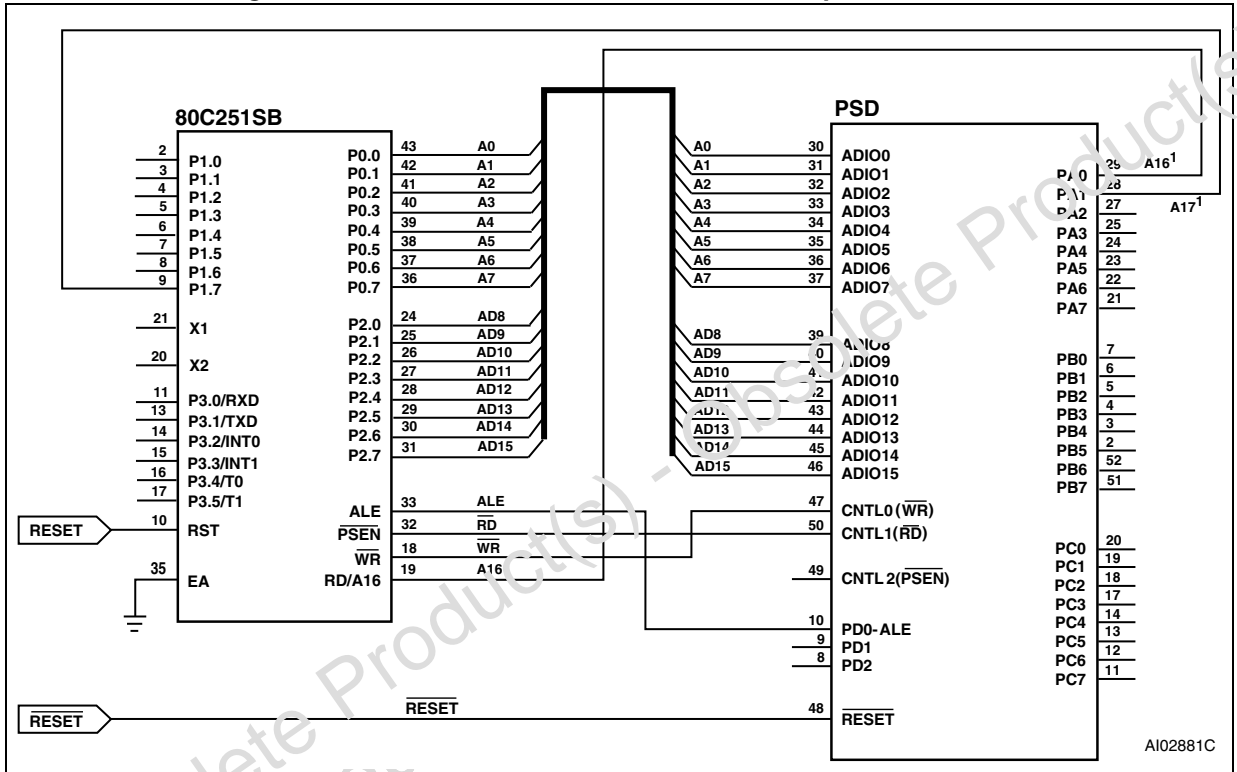 80C251SB
2 P1.0
3 P1.1
4 P1.2
5 P1.3
6 P1.4
7 P1.5
8 P1.6
9 P1.7
21 X1
20 X2
11 P3.0/RXD
13 P3.1/TXD
14 P3.2/INT0
15 P3.3/INT1
16 P3.4/T0
17 P3.5/T1
RESET 10 RST
35 EA
P0.0 43 A0
P0.1 42 A1
P0.2 41 A2
P0.3 40 A3
P0.4 39 A4
P0.5 38 A5
P0.6 37 A6
P0.7 36 A7
P2.0 24 AD8
P2.1 25 AD9
P2.2 26 AD10
P2.3 27 AD11
P2.4 28 AD12
P2.5 29 AD13
P2.6 30 AD14
P2.7 31 AD15
ALE 33 ALE
PSEN 32 RD
WR 18 WR
RD/A16 19 A16
PSD
A0 30 ADIO0
A1 31 ADIO1
A2 32 ADIO2
A3 33 ADIO3
A4 34 ADIO4
A5 35 ADIO5
A6 36 ADIO6
A7 37 ADIO7
AD8 39 ADIO8
AD9 40 ADIO9
AD10 41 ADIO10
AD11 42 ADIO11
AD12 43 ADIO12
AD13 44 ADIO13
AD14 45 ADIO14
AD15 46 ADIO15
47 CNTL0 (WR)
50 CNTL1(RD)
49 CNTL 2(PSEN)
10 PD0-ALE
9 PD1
8 PD2
RESET RESET 48 RESET
PA0 29 A16¹
PA1 28 A17¹
PA2 27
PA3 25
PA4 24
PA5 23
PA6 22
PA7 21
PB0 7
PB1 6
PB2 5
PB3 4
PB4 3
PB5 2
PB6 52
PB7 51
PC0 20
PC1 19
PC2 18
PC3 17
PC4 14
PC5 13
PC6 12
PC7 11
AI02881C
Obsolete Product(s) - Obsolete Product(s